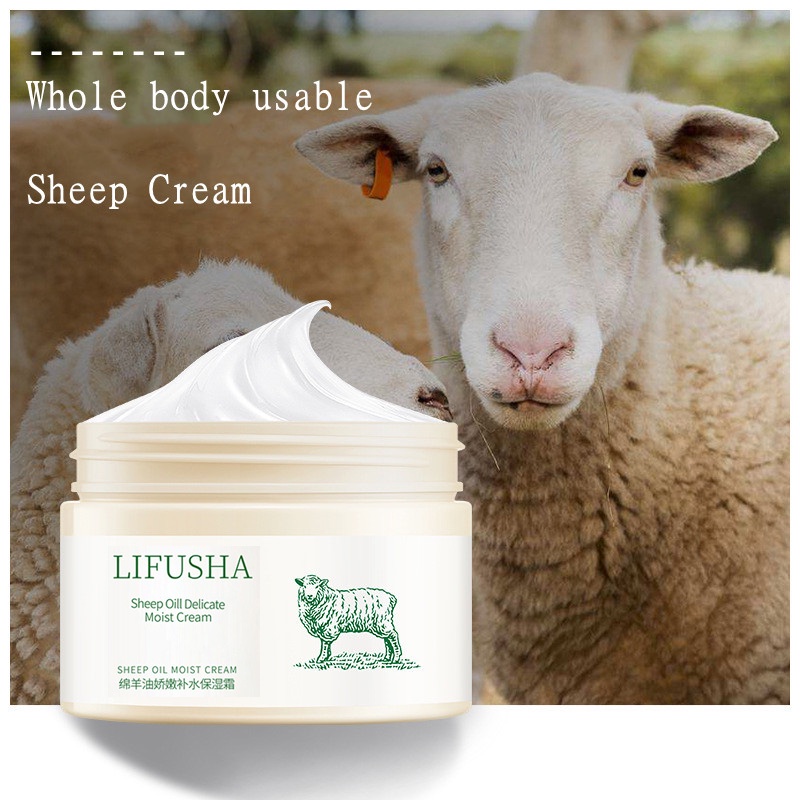 --------
Whole body usable
Sheep Cream
LIFUSHA
Sheep Oill Delicate
Moist Cream
SHEEP OIL MOIST CREAM
绵羊油娇嫩补水保湿霜